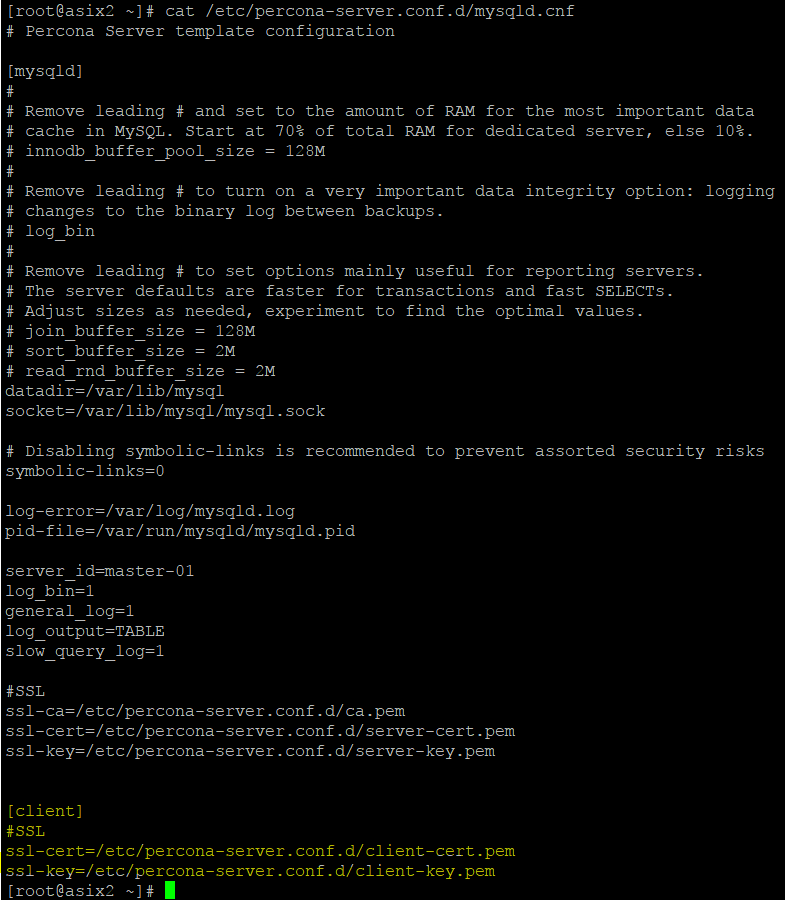 [root@asix2 ~]# cat /etc/percona-server.conf.d/mysqld.cnf
# Percona Server template configuration
[mysqld]
#
# Remove leading # and set to the amount of RAM for the most important data
# cache in MySQL. Start at 70% of total RAM for dedicated server, else 10%.
# innodb_buffer_pool_size = 128M
#
# Remove leading # to turn on a very important data integrity option: logging
# changes to the binary log between backups.
# log_bin
#
# Remove leading # to set options mainly useful for reporting servers.
# The server defaults are faster for transactions and fast SELECTs.
# Adjust sizes as needed, experiment to find the optimal values.
# join_buffer_size = 128M
# sort_buffer_size = 2M
# read_rnd_buffer_size = 2M
datadir=/var/lib/mysql
socket=/var/lib/mysql/mysql.sock
# Disabling symbolic-links is recommended to prevent assorted security risks
symbolic-links=0
log-error=/var/log/mysqld.log
pid-file=/var/run/mysqld/mysqld.pid
server_id=master-01
log_bin=1
general_log=1
log_output=TABLE
slow_query_log=1
#SSL
ssl-ca=/etc/percona-server.conf.d/ca.pem
ssl-cert=/etc/percona-server.conf.d/server-cert.pem
ssl-key=/etc/percona-server.conf.d/server-key.pem
[client]
#SSL
ssl-cert=/etc/percona-server.conf.d/client-cert.pem
ssl-key=/etc/percona-server.conf.d/client-key.pem
[root@asix2 ~]#